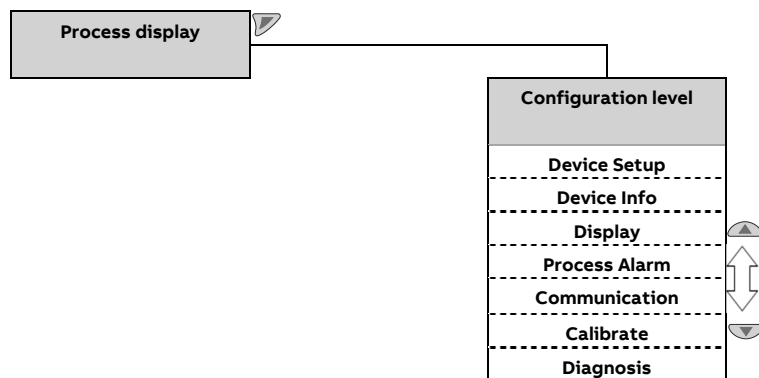 Process display
Configuration level
Device Setup
Device Info
Display
Process Alarm
Communication
Calibrate
Diagnosis